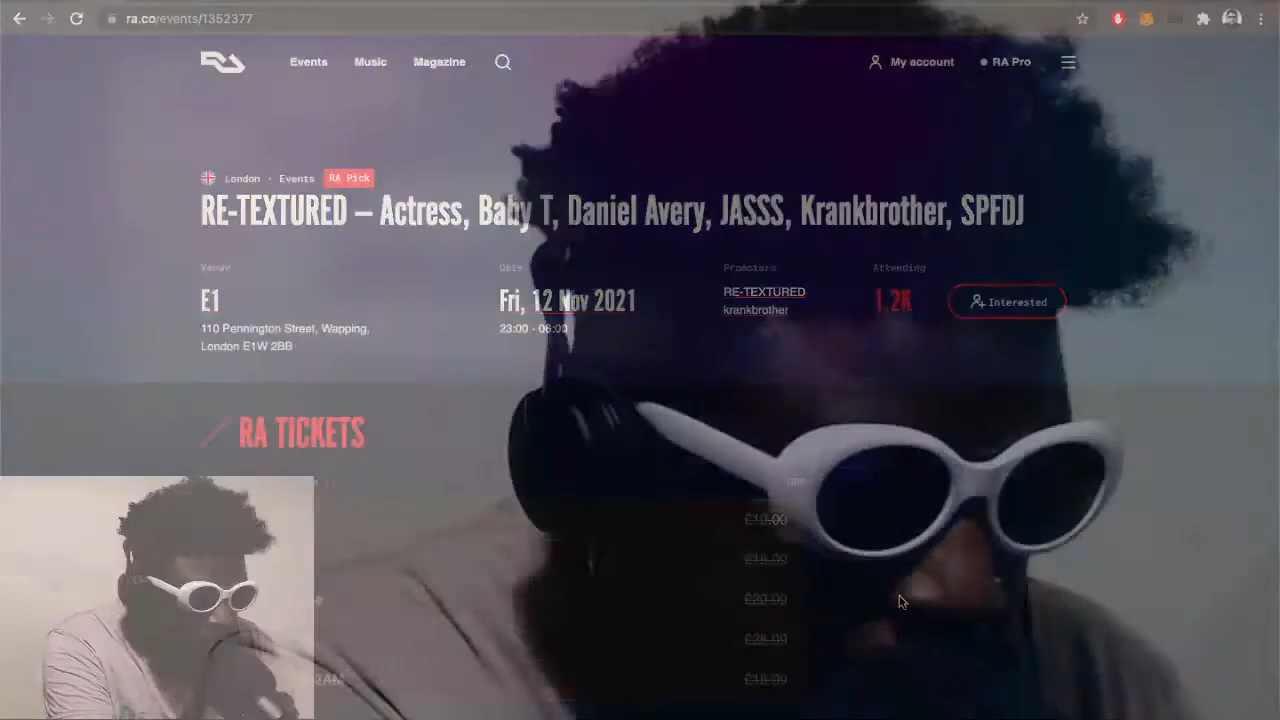 ra.co/events/1352377
RA
Events
Music
Magazine
My account
RA Pro
London · Events
RA Pick
RE-TEXTURED – Actress, Baby T, Daniel Avery, JASSS, Krankbrother, SPFDJ
Venue
Date
Promoters
Attending
E1
Fri, 12 Nov 2021
RE-TEXTURED
krankbrother
1.2K
Interested
110 Pennington Street, Wapping,
London E1W 2BB
23:00 - 06:00
RA TICKETS
£10.00
£20.00
2AM